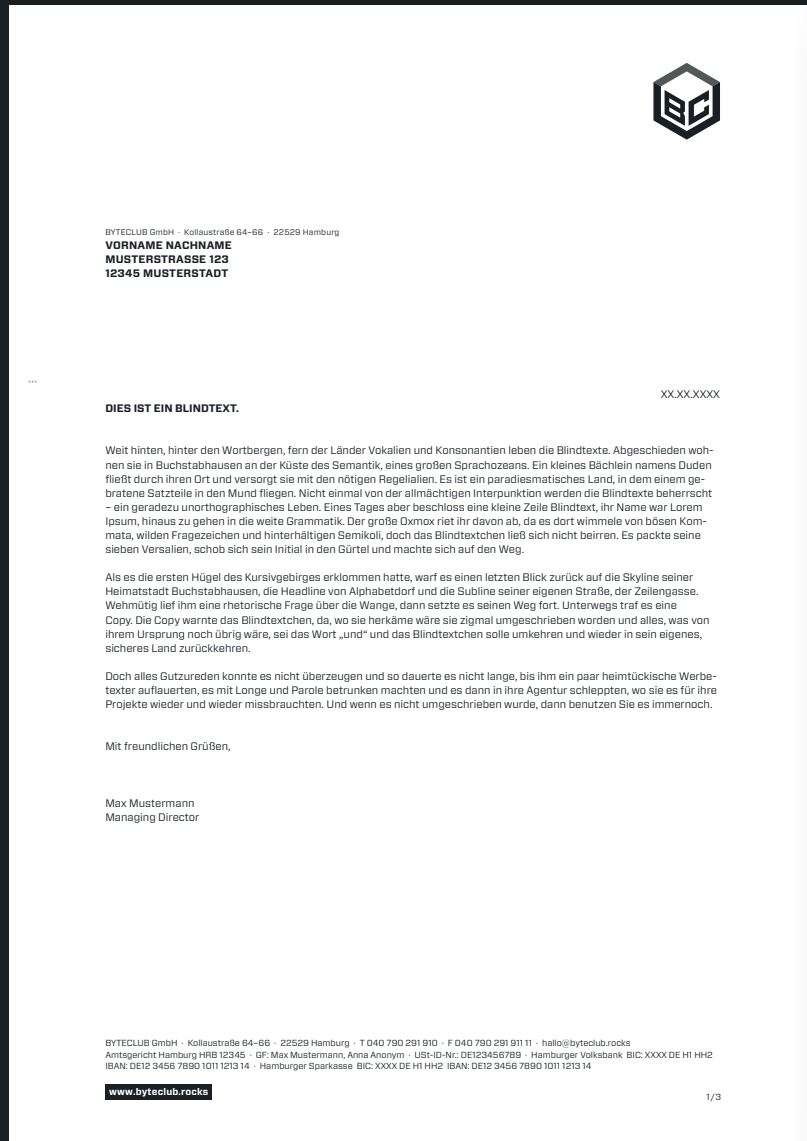 BC
BYTECLUB GmbH · Kollaustraße 64–66 · 22529 Hamburg
VORNAME NACHNAME
MUSTERSTRASSE 123
12345 MUSTERSTADT
XX.XX.XXXX
DIES IST EIN BLINDTEXT.
Weit hinten, hinter den Wortbergen, fern der Länder Vokalien und Konsonantien leben die Blindtexte. Abgeschieden woh-
nen sie in Buchstabhausen an der Küste des Semantik, eines großen Sprachozeans. Ein kleines Bächlein namens Duden
fließt durch ihren Ort und versorgt sie mit den nötigen Regelialien. Es ist ein paradiesmatisches Land, in dem einem ge-
bratene Satzteile in den Mund fliegen. Nicht einmal von der allmächtigen Interpunktion werden die Blindtexte beherrscht
– ein geradezu unorthographisches Leben. Eines Tages aber beschloss eine kleine Zeile Blindtext, ihr Name war Lorem
Ipsum, hinaus zu gehen in die weite Grammatik. Der große Oxmox riet ihr davon ab, da es dort wimmele von bösen Kom-
mata, wilden Fragezeichen und hinterhältigen Semikoli, doch das Blindtextchen ließ sich nicht beirren. Es packte seine
sieben Versalien, schob sich sein Initial in den Gürtel und machte sich auf den Weg.
Als es die ersten Hügel des Kursivgebirges erklommen hatte, warf es einen letzten Blick zurück auf die Skyline seiner
Heimatstadt Buchstabhausen, die Headline von Alphabetdorf und die Subline seiner eigenen Straße, der Zeilengasse.
Wehmütig lief ihm eine rhetorische Frage über die Wange, dann setzte es seinen Weg fort. Unterwegs traf es eine
Copy. Die Copy warnte das Blindtextchen, da, wo sie herkäme wäre sie zigmal umgeschrieben worden und alles, was von
ihrem Ursprung noch übrig wäre, sei das Wort „und“ und das Blindtextchen solle umkehren und wieder in sein eigenes,
sicheres Land zurückkehren.
Doch alles Gutzureden konnte es nicht überzeugen und so dauerte es nicht lange, bis ihm ein paar heimtückische Werbe-
texter auflauerten, es mit Longe und Parole betrunken machten und es dann in ihre Agentur schleppten, wo sie es für ihre
Projekte wieder und wieder missbrauchten. Und wenn es nicht umgeschrieben wurde, dann benutzen Sie es immernoch.
Mit freundlichen Grüßen,
Max Mustermann
Managing Director
BYTECLUB GmbH · Kollaustraße 64–66 · 22529 Hamburg · T 040 790 291 910 · F 040 790 291 911 11 · hallo@byteclub.rocks
Amtsgericht Hamburg HRB 12345 · GF: Max Mustermann, Anna Anonym · USt-ID-Nr.: DE123456789 · Hamburger Volksbank BIC: XXXX DE H1 HH2
IBAN: DE12 3456 7890 1011 1213 14 · Hamburger Sparkasse BIC: XXXX DE H1 HH2 IBAN: DE12 3456 7890 1011 1213 14
www.byteclub.rocks
1/3